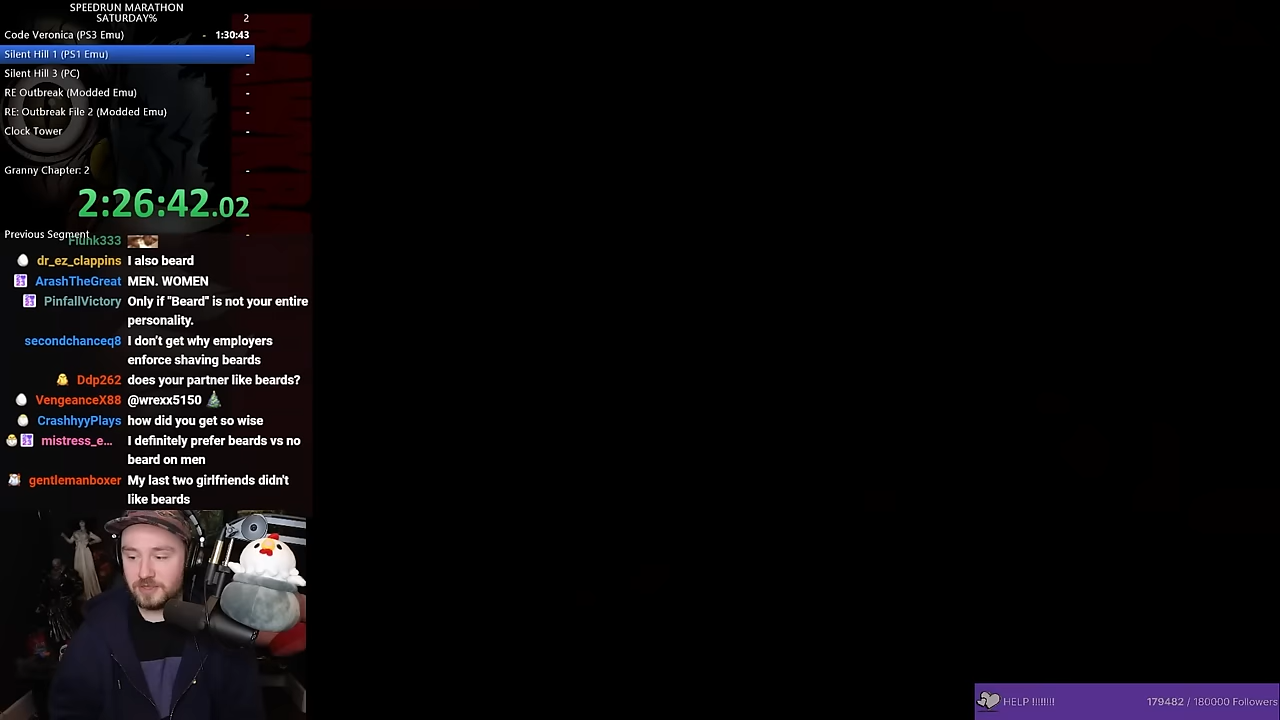 SPEEDRUN MARATHON
SATURDAY%
2
Code Veronica (PS3 Emu) - 1:30:43
Silent Hill 1 (PS1 Emu) -
Silent Hill 3 (PC) -
RE Outbreak (Modded Emu) -
RE: Outbreak File 2 (Modded Emu) -
Clock Tower -
Granny Chapter: 2 -
2:26:42.02
Previous Segment -
Flunk333
dr_ez_clappins I also beard
ArashTheGreat MEN. WOMEN
PinfallVictory Only if "Beard" is not your entire
personality.
secondchanceq8 I don't get why employers
enforce shaving beards
Ddp262 does your partner like beards?
VengeanceX88 @wrexx5150
CrashhyyPlays how did you get so wise
mistress_e... I definitely prefer beards vs no
beard on men
gentlemanboxer My last two girlfriends didn't
like beards
HELP !!!!!!!! 179482 / 180000 Followers